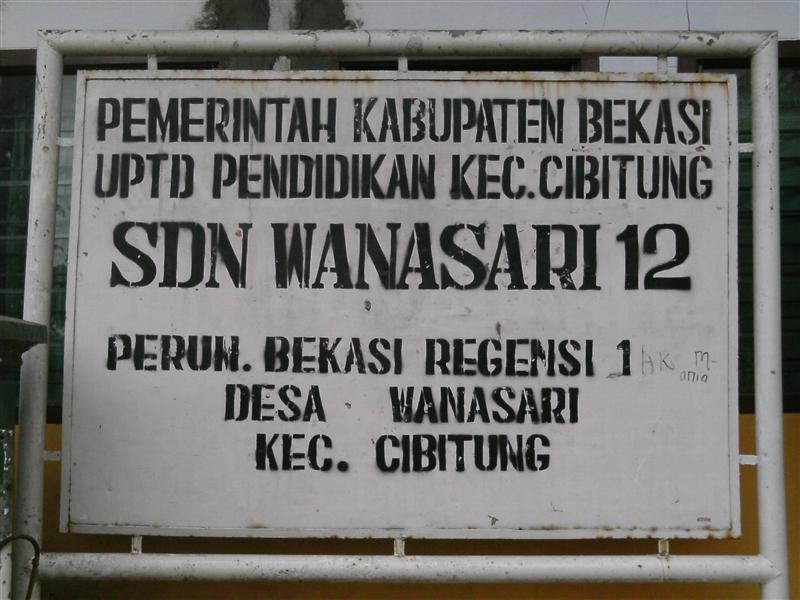 PEMERINTAH KABUPATEN BEKASI
UPTD PENDIDIKAN KEC.CIBITUNG
SDN WANASARI 12
PERUM. BEKASI REGENSI 1
DESA WANASARI
KEC. CIBITUNG